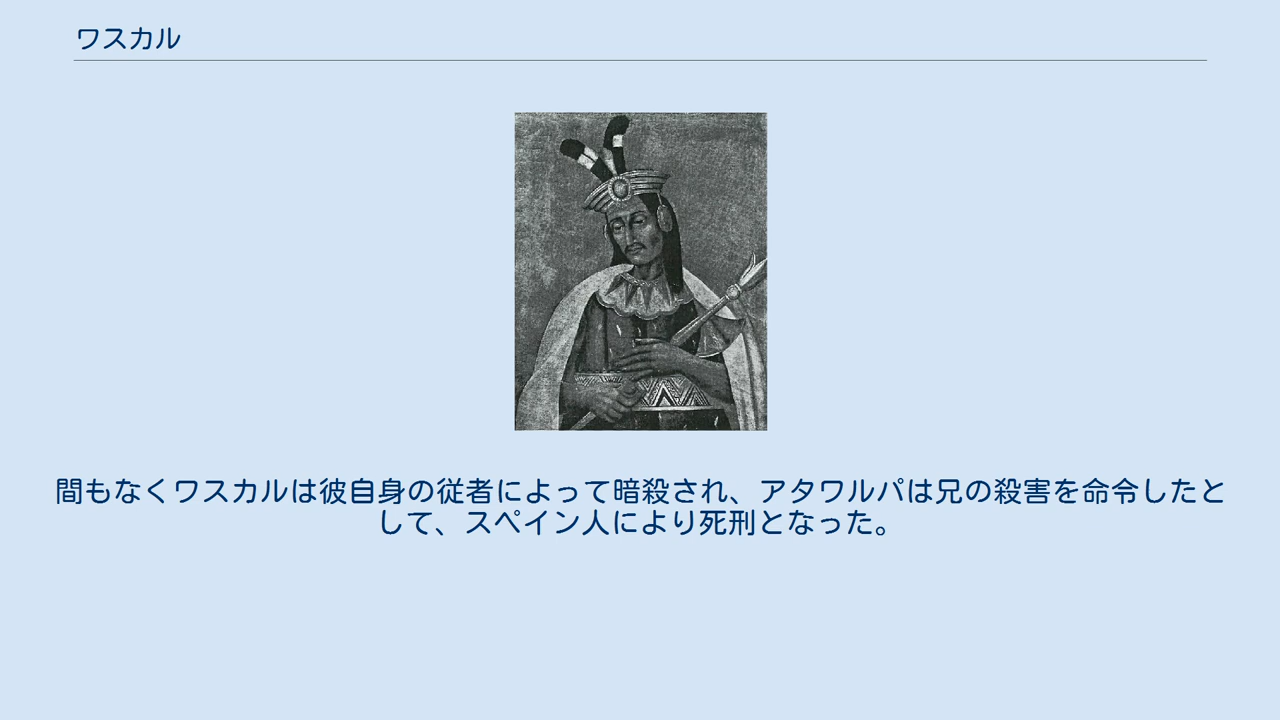 ワスカル
間もなくワスカルは彼自身の従者によって暗殺され、アタワルパは兄の殺害を命令したと
して、スペイン人により死刑となった。